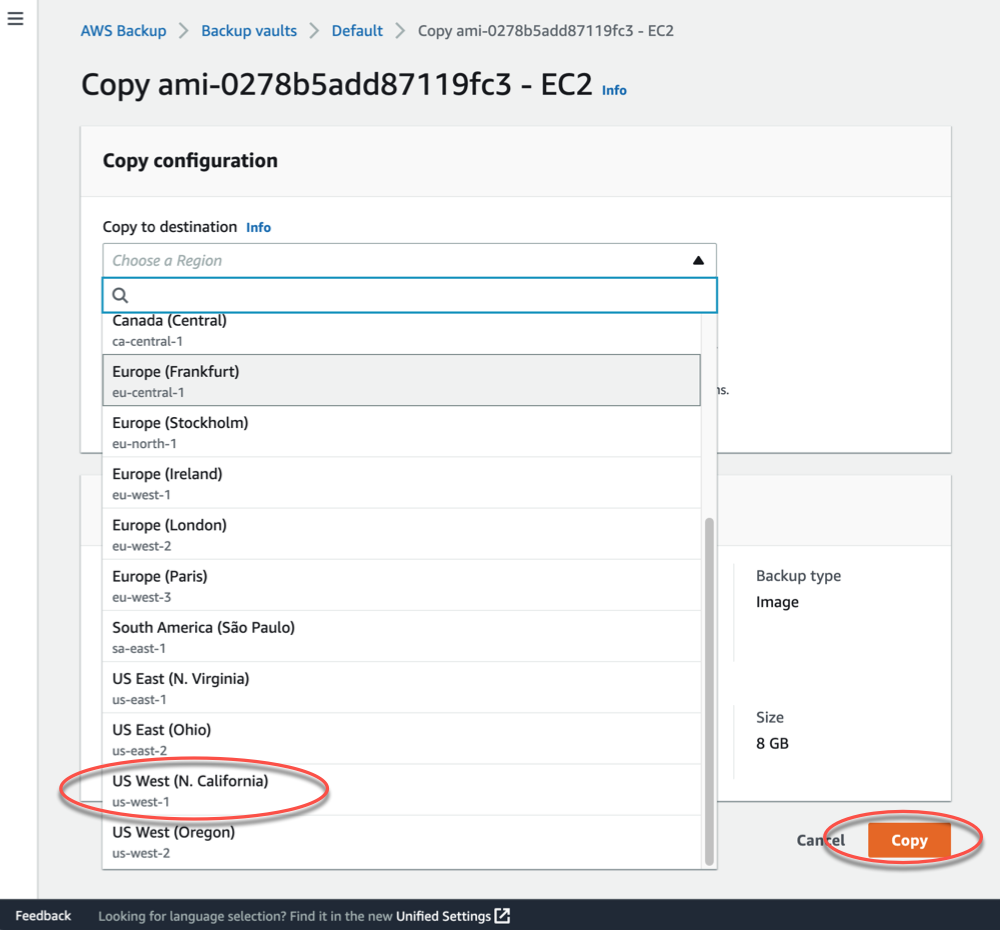 AWS Backup > Backup vaults > Default > Copy ami-0278b5add87119fc3 - EC2
Copy ami-0278b5add87119fc3 - EC2 Info
Copy configuration
Copy to destination Info
Choose a Region
Canada (Central)
ca-central-1
Europe (Frankfurt)
eu-central-1
Europe (Stockholm)
eu-north-1
Europe (Ireland)
eu-west-1
Europe (London)
eu-west-2
Europe (Paris)
eu-west-3
South America (São Paulo)
sa-east-1
US East (N. Virginia)
us-east-1
US East (Ohio)
us-east-2
US West (N. California)
us-west-1
US West (Oregon)
us-west-2
Backup type
Image
Size
8 GB
Cancel Copy
Feedback Looking for language selection? Find it in the new Unified Settings